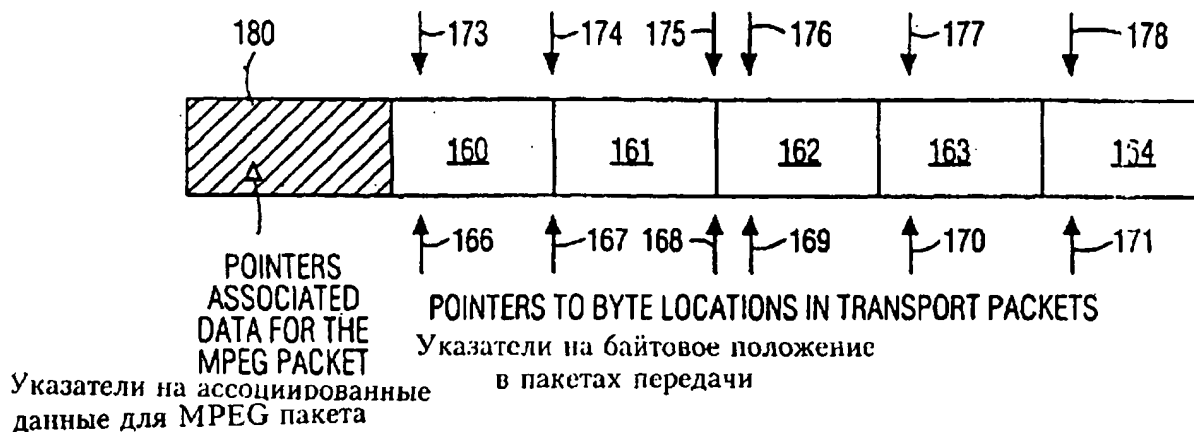 180 173 174 175 176 177 178
160 161 162 163 164
166 167 168 169 170 171
POINTERS
ASSOCIATED
DATA FOR THE
MPEG PACKET
POINTERS TO BYTE LOCATIONS IN TRANSPORT PACKETS
Указатели на байтовое положение
в пакетах передачи
Указатели на ассоциированные
данные для MPEG пакета